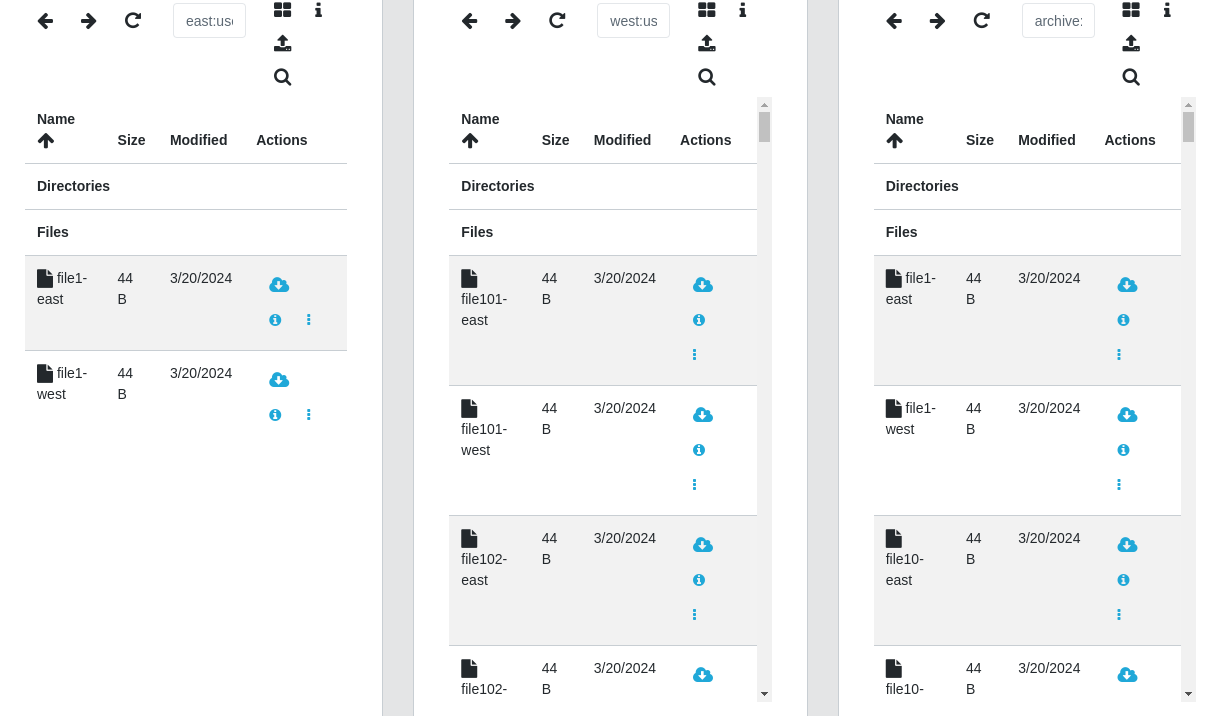 east:use
Name
Size Modified Actions
Directories
Files
file1-
east
44
B
3/20/2024
file1-
west
44
B
3/20/2024
west:us
Name
Size Modified Actions
Directories
Files
file101-
east
44
B
3/20/2024
file101-
west
44
B
3/20/2024
file102-
east
44
B
3/20/2024
file102-
44
B
3/20/2024
archive:
Name
Size Modified Actions
Directories
Files
file1-
east
44
B
3/20/2024
file1-
west
44
B
3/20/2024
file10-
east
44
B
3/20/2024
file10-
44
B
3/20/2024